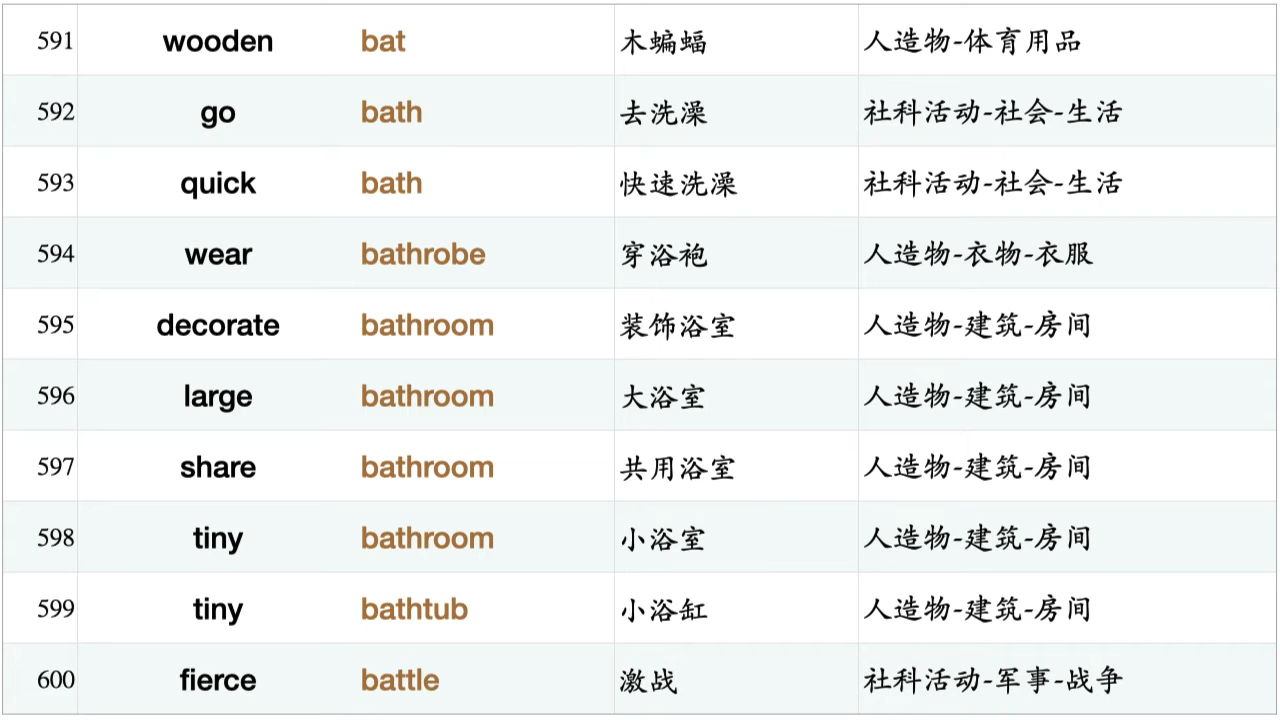 591 wooden bat 木蝙蝠 人造物-体育用品
592 go bath 去洗澡 社科活动-社会-生活
593 quick bath 快速洗澡 社科活动-社会-生活
594 wear bathrobe 穿浴袍 人造物-衣物-衣服
595 decorate bathroom 装饰浴室 人造物-建筑-房间
596 large bathroom 大浴室 人造物-建筑-房间
597 share bathroom 共用浴室 人造物-建筑-房间
598 tiny bathroom 小浴室 人造物-建筑-房间
599 tiny bathtub 小浴缸 人造物-建筑-房间
600 fierce battle 激战 社科活动-军事-战争